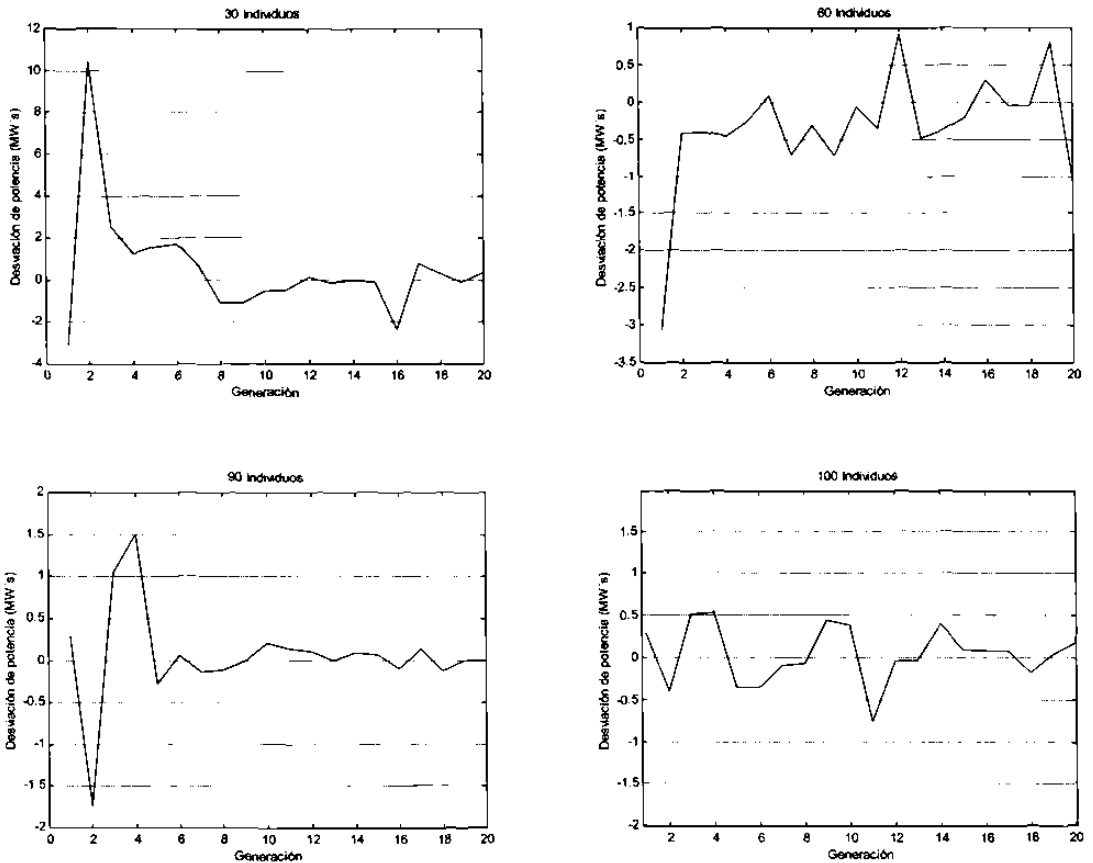 30 Individuos
Desviación de potencia (MW´s)
12
10
8
6
4
2
0
-2
-4
0 2 4 6 8 10 12 14 16 18 20
Generación
60 Individuos
Desviación de potencia (MW´s)
1
0.5
0
-0.5
-1
-1.5
-2
-2.5
-3
-3.5
0 2 4 6 8 10 12 14 16 18 20
Generación
90 Individuos
Desviación de potencia (MW´s)
2
1.5
1
0.5
0
-0.5
-1
-1.5
-2
0 2 4 6 8 10 12 14 16 18 20
Generación
100 Individuos
Desviación de potencia (MW´s)
1.5
1
0.5
0
-0.5
-1
-1.5
-2
2 4 6 8 10 12 14 16 18 20
Generación